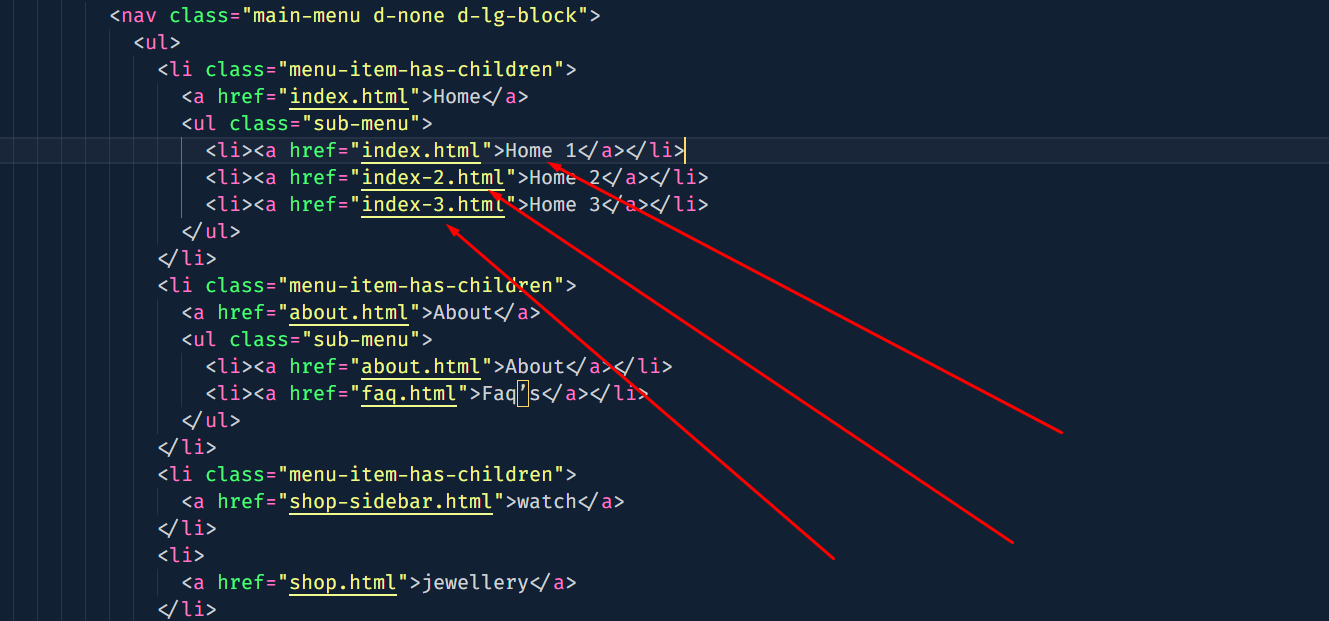 <nav class="main-menu d-none d-lg-block">
<ul>
<li class="menu-item-has-children">
<a href="index.html">Home</a>
<ul class="sub-menu">
<li><a href="index.html">Home 1</a></li>
<li><a href="index-2.html">Home 2</a></li>
<li><a href="index-3.html">Home 3</a></li>
</ul>
</li>
<li class="menu-item-has-children">
<a href="about.html">About</a>
<ul class="sub-menu">
<li><a href="about.html">About</a></li>
<li><a href="faq.html">Faq’s</a></li>
</ul>
</li>
<li class="menu-item-has-children">
<a href="shop-sidebar.html">watch</a>
</li>
<li>
<a href="shop.html">jewellery</a>
</li>